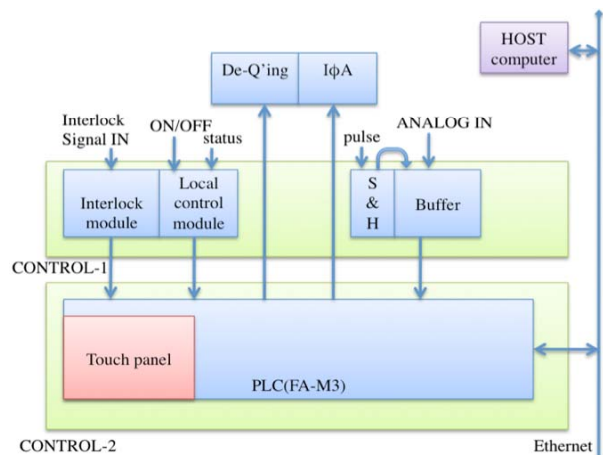 HOST
computer
De-Q'ing
IϕA
Interlock
Signal IN
ON/OFF
status
pulse
ANALOG IN
Interlock
module
Local
control
module
S
&
H
Buffer
CONTROL-1
Touch panel
PLC(FA-M3)
CONTROL-2
Ethernet